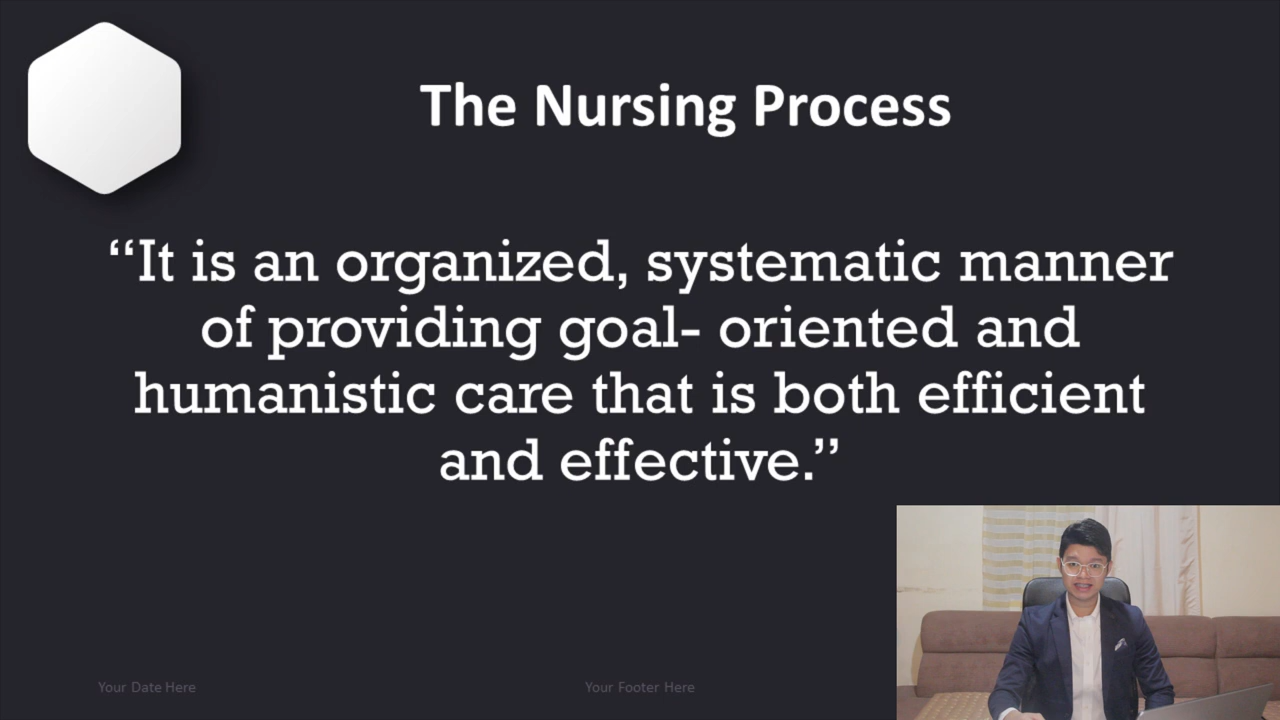 The Nursing Process
“It is an organized, systematic manner
of providing goal- oriented and
humanistic care that is both efficient
and effective.”
Your Date Here
Your Footer Here